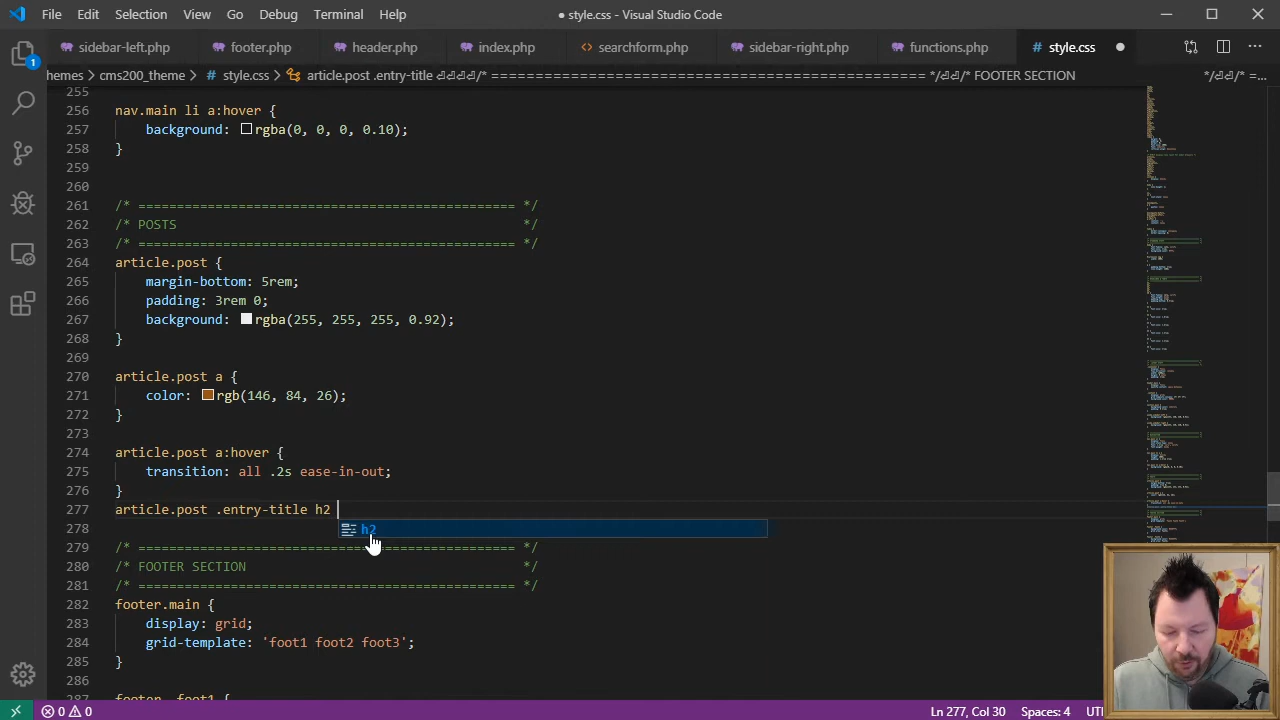 File Edit Selection View Go Debug Terminal Help ● style.css - Visual Studio Code
sidebar-left.php footer.php header.php index.php <> searchform.php sidebar-right.php functions.php # style.css ●
hemes > cms200_theme > # style.css > article.post .entry-title ⏎⏎⏎⏎/* ============================================= */⏎⏎/* FOOTER SECTION */⏎⏎/* =...
1
255
256 nav.main li a:hover {
257 background: rgba(0, 0, 0, 0.10);
258 }
259
260
261 /* ================================================= */
262 /* POSTS */
263 /* ================================================= */
264 article.post {
265 margin-bottom: 5rem;
266 padding: 3rem 0;
267 background: rgba(255, 255, 255, 0.92);
268 }
269
270 article.post a {
271 color: rgb(146, 84, 26);
272 }
273
274 article.post a:hover {
275 transition: all .2s ease-in-out;
276 }
277 article.post .entry-title h2
278 h2
279 /* ================================================= */
280 /* FOOTER SECTION */
281 /* ================================================= */
282 footer.main {
283 display: grid;
284 grid-template: 'foot1 foot2 foot3';
285 }
286
287 footer .foot1 {
0 0 Ln 277, Col 30 Spaces: 4